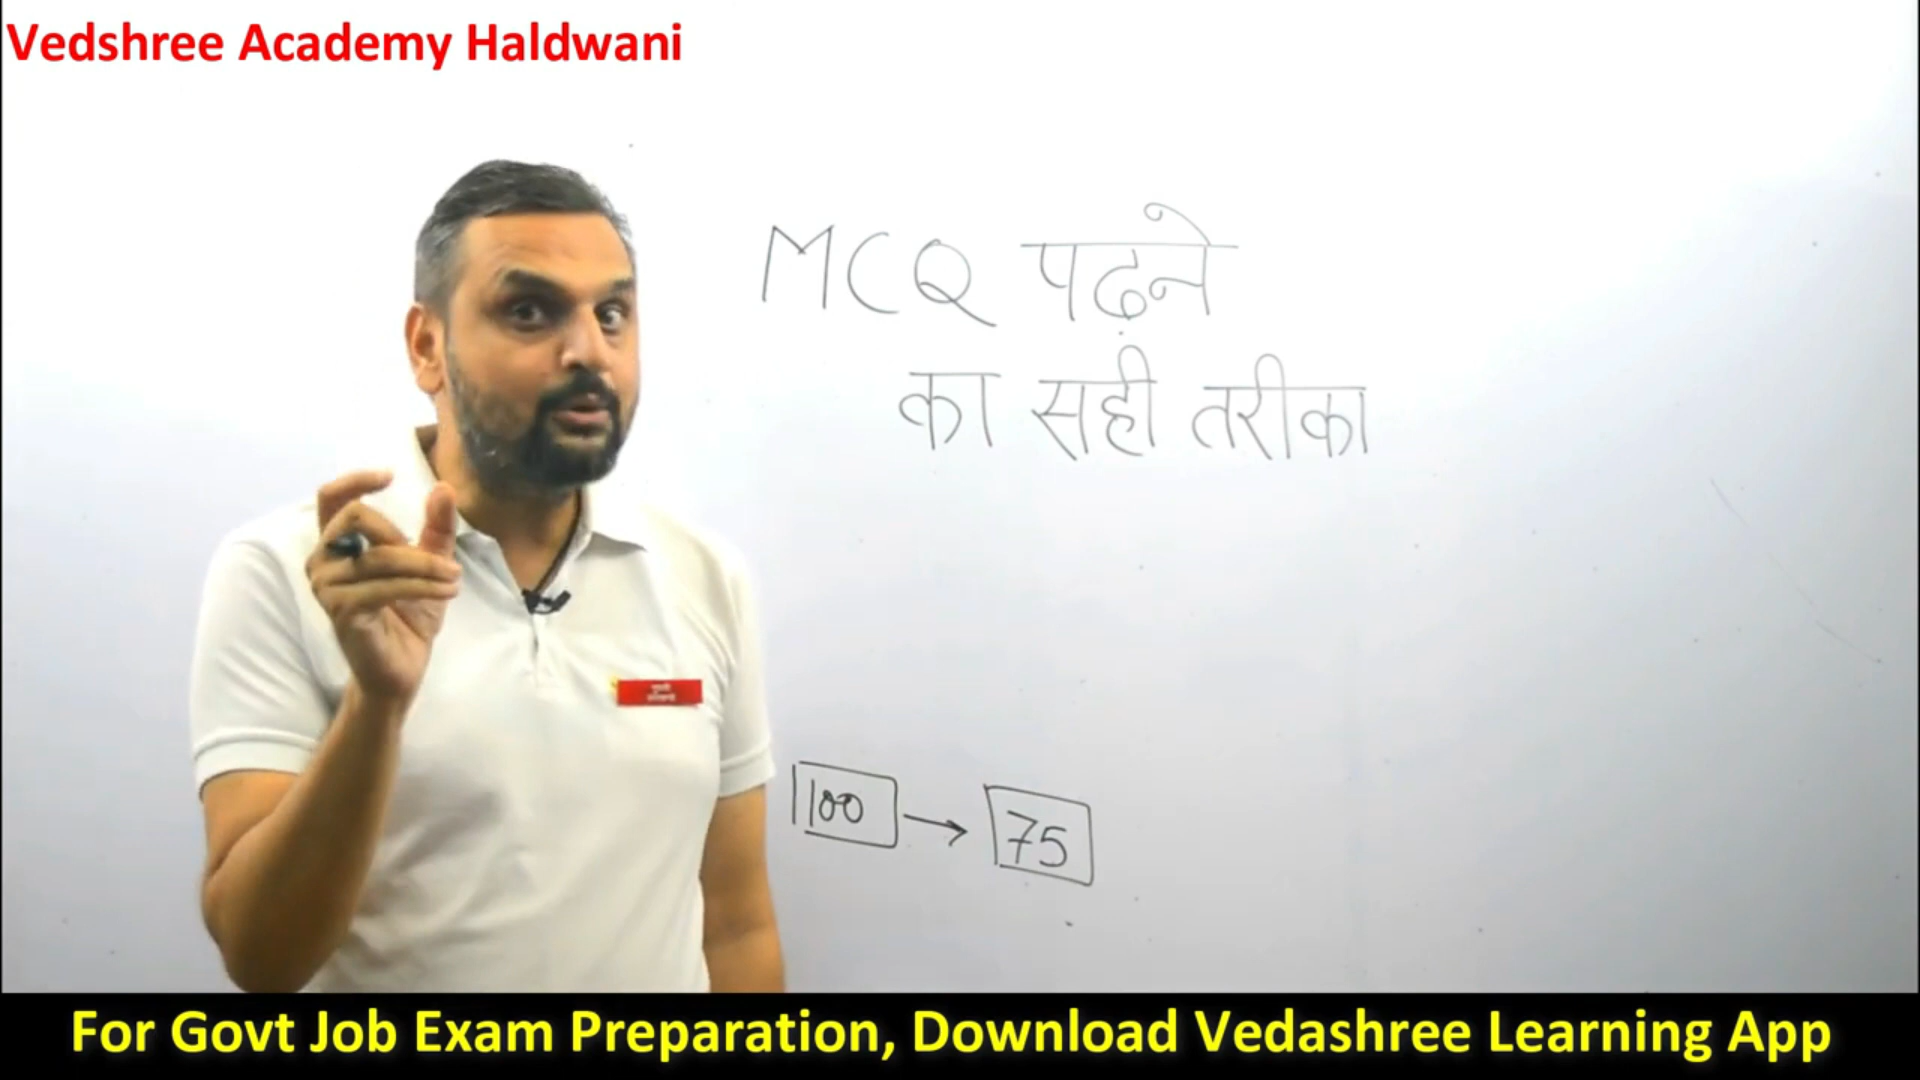 Vedshree Academy Haldwani
MCQ पढ़ने
का सही तरीका
100 → 75
For Govt Job Exam Preparation, Download Vedashree Learning App